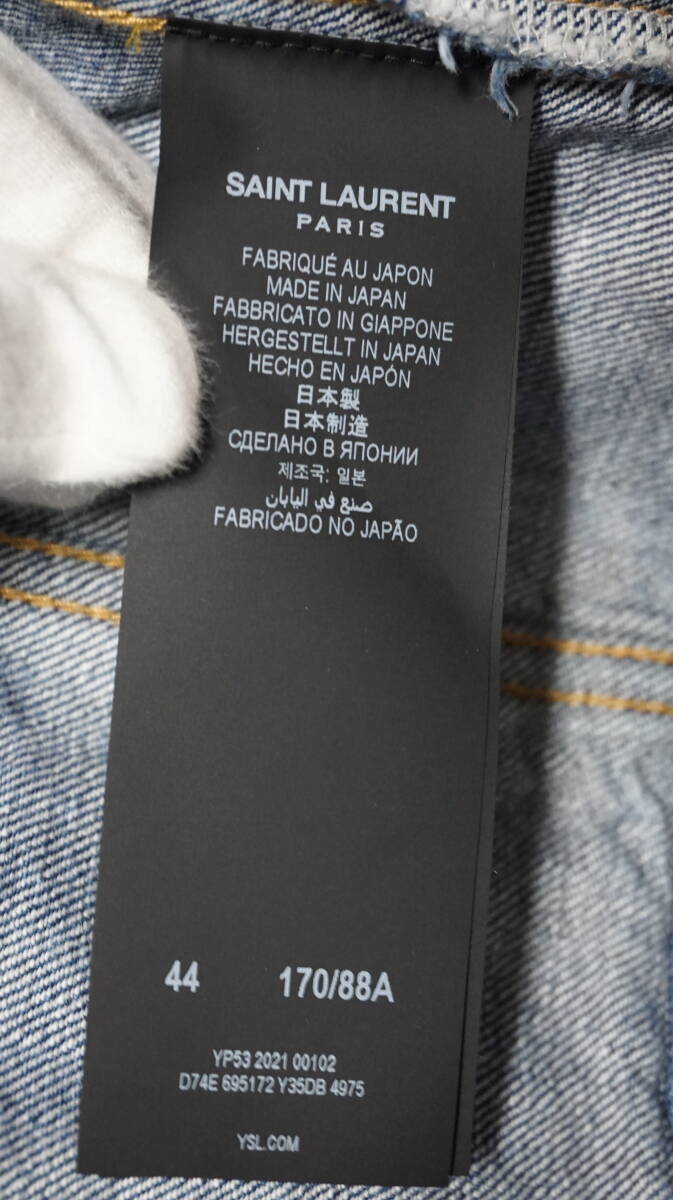 SAINT LAURENT
PARIS
FABRIQUÉ AU JAPON
MADE IN JAPAN
FABBRICATO IN GIAPPONE
HERGESTELLT IN JAPAN
HECHO EN JAPÓN
日本製
日本制造
СДЕЛАНО В ЯПОНИИ
제조국: 일본
صنع في اليابان
FABRICADO NO JAPÃO
44 170/88A
YP53 2021 00102
D74E 695172 Y35DB 4975
YSL.COM